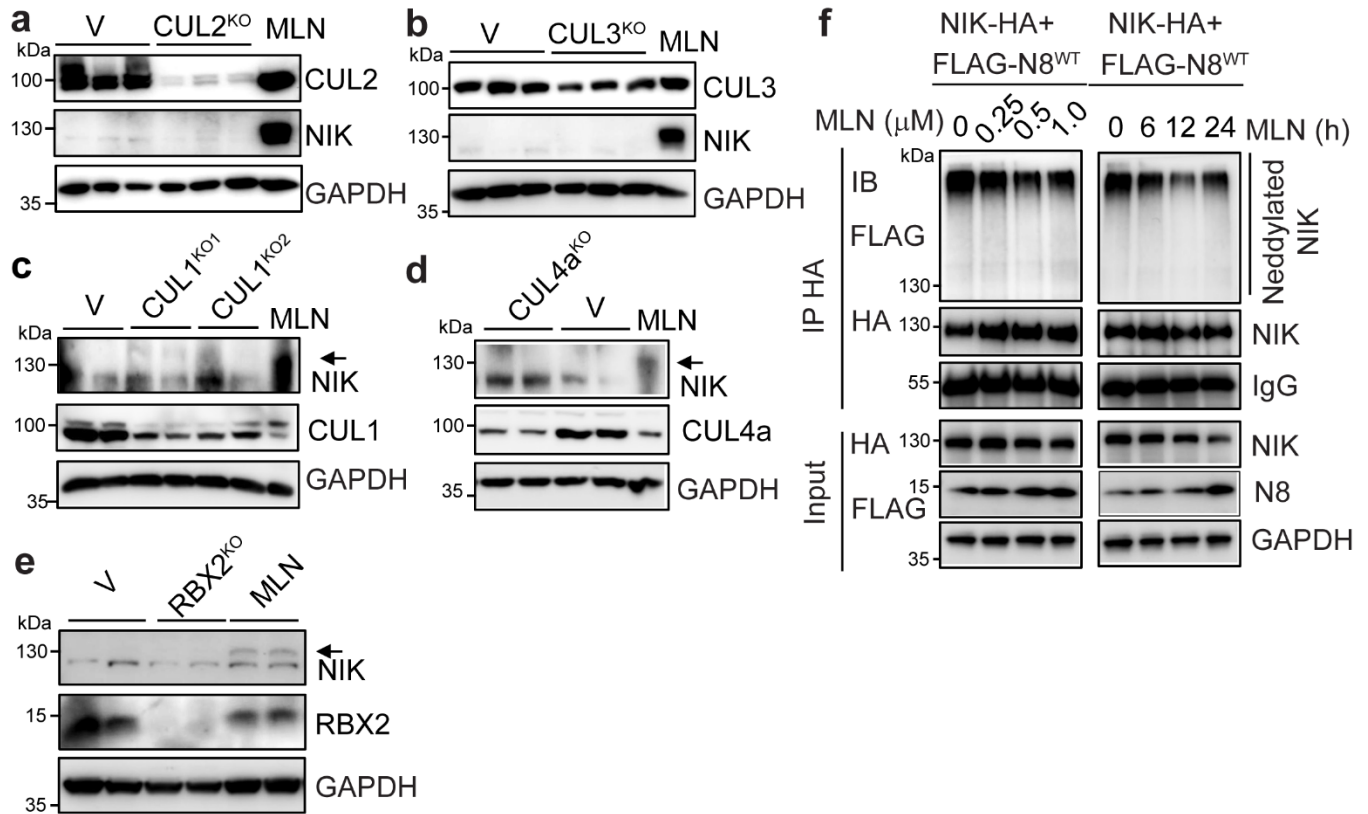 a
V CUL2ᴷᴼ MLN
kDa
100 CUL2
130 NIK
35 GAPDH
b
V CUL3ᴷᴼ MLN
kDa
100 CUL3
130 NIK
35 GAPDH
c
V CUL1ᴷᴼ¹ CUL1ᴷᴼ² MLN
kDa
130 NIK
100 CUL1
35 GAPDH
d
CUL4aᴷᴼ V MLN
kDa
130 NIK
100 CUL4a
35 GAPDH
e
V RBX2ᴷᴼ MLN
kDa
130 NIK
15 RBX2
35 GAPDH
f
NIK-HA+ NIK-HA+
FLAG-N8ᵂᵀ FLAG-N8ᵂᵀ
MLN (μM) 0 0.25 0.5 1.0 0 6 12 24 MLN (h)
kDa
IP HA
IB
FLAG
130
Neddylated
NIK
HA 130 NIK
55 IgG
Input
HA 130 NIK
FLAG 15 N8
35 GAPDH